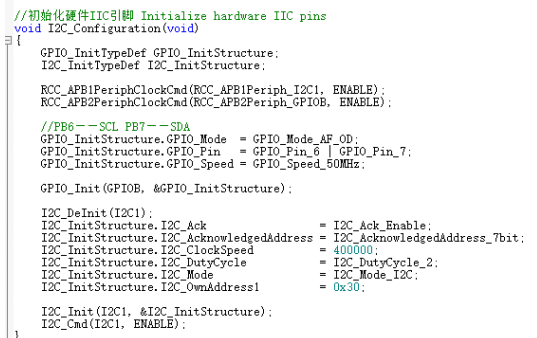 //初始化硬件IIC引脚 Initialize hardware IIC pins
void I2C_Configuration(void)
{
GPIO_InitTypeDef GPIO_InitStructure;
I2C_InitTypeDef I2C_InitStructure;
RCC_APB1PeriphClockCmd(RCC_APB1Periph_I2C1, ENABLE);
RCC_APB2PeriphClockCmd(RCC_APB2Periph_GPIOB, ENABLE);
//PB6——SCL PB7——SDA
GPIO_InitStructure.GPIO_Mode = GPIO_Mode_AF_OD;
GPIO_InitStructure.GPIO_Pin = GPIO_Pin_6 | GPIO_Pin_7;
GPIO_InitStructure.GPIO_Speed = GPIO_Speed_50MHz;
GPIO_Init(GPIOB, &GPIO_InitStructure);
I2C_DeInit(I2C1);
I2C_InitStructure.I2C_Ack = I2C_Ack_Enable;
I2C_InitStructure.I2C_AcknowledgedAddress = I2C_AcknowledgedAddress_7bit;
I2C_InitStructure.I2C_ClockSpeed = 400000;
I2C_InitStructure.I2C_DutyCycle = I2C_DutyCycle_2;
I2C_InitStructure.I2C_Mode = I2C_Mode_I2C;
I2C_InitStructure.I2C_OwnAddress1 = 0x30;
I2C_Init(I2C1, &I2C_InitStructure);
I2C_Cmd(I2C1, ENABLE);
}